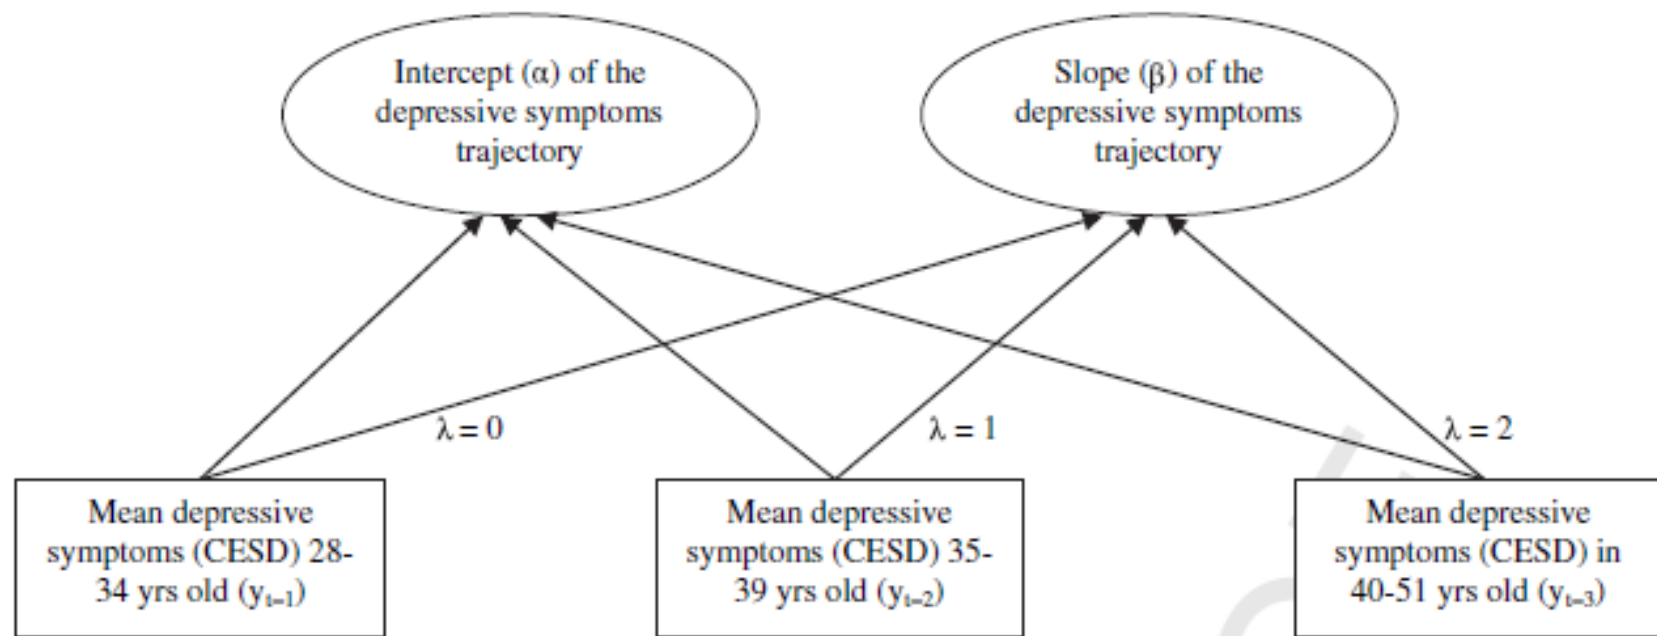 Intercept (α) of the
depressive symptoms
trajectory
Slope (β) of the
depressive symptoms
trajectory
λ = 0
λ = 1
λ = 2
Mean depressive
symptoms (CESD) 28-
34 yrs old (yₜ₌₁)
Mean depressive
symptoms (CESD) 35-
39 yrs old (yₜ₌₂)
Mean depressive
symptoms (CESD) in
40-51 yrs old (yₜ₌₃)